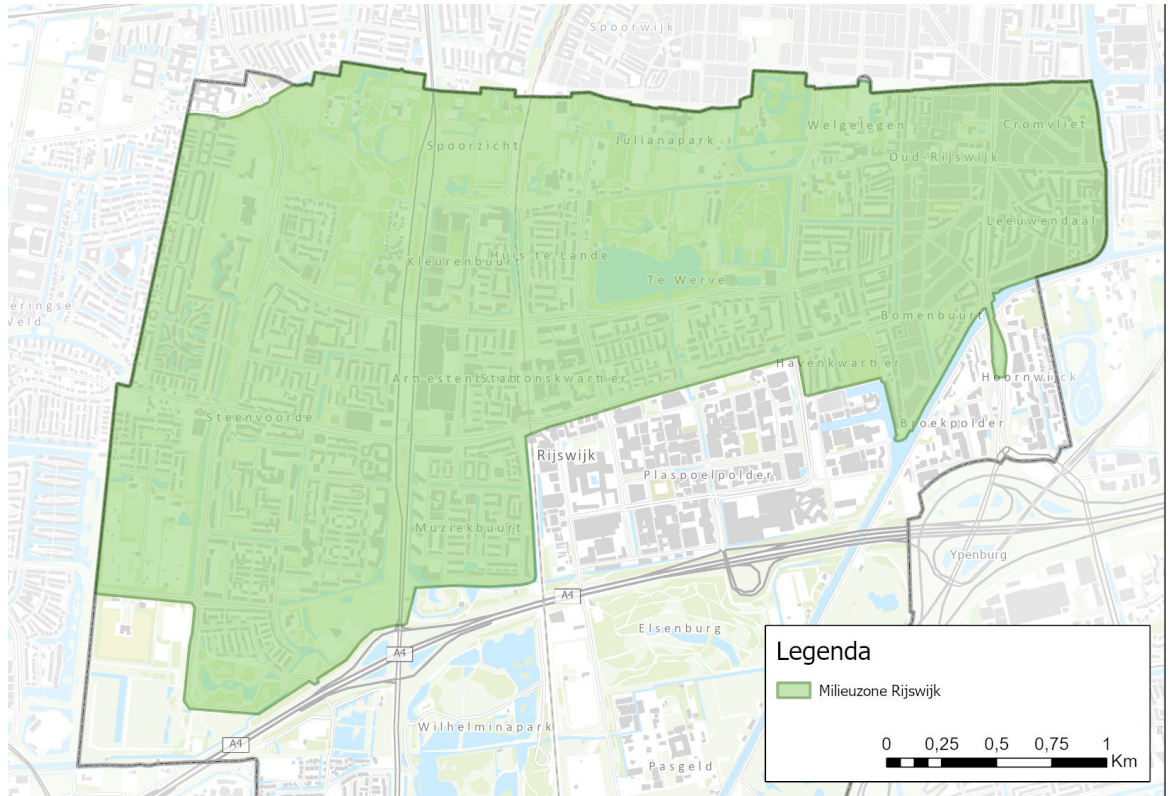 Spoorwijk
Welgelegen
Cromvliet
Julianapark
Spoorzicht
Oud-Rijswijk
Leeuwendaal
Huis te Lande
Kleurenbuurt
Te Werve
eringse
Veld
Bomenbuurt
Havenkwartier
Hoornwijck
Stationskwartier
Steenvoorde
Broekpolder
Rijswijk
Plaspoelpolder
Muziekbuurt
Ypenburg
A4
Elsenburg
A4
Wilhelminapark
A4
Pasgeld
Legenda
Milieuzone Rijswijk
0 0,25 0,5 0,75 1
Km